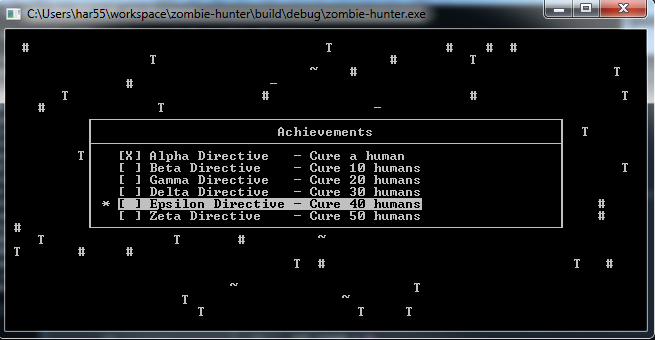 C:\Users\har55\workspace\zombie-hunter\build\debug\zombie-hunter.exe
# T # # #
T # T
~ # T
# -
T # # T
# T -
Achievements
T
T
[X] Alpha Directive - Cure a human
[ ] Beta Directive - Cure 10 humans T
[ ] Gamma Directive - Cure 20 humans
[ ] Delta Directive - Cure 30 humans
* [ ] Epsilon Directive - Cure 40 humans #
[ ] Zeta Directive - Cure 50 humans #
#
T T # ~
T # #
T # T #
~ T
T ~
T T T